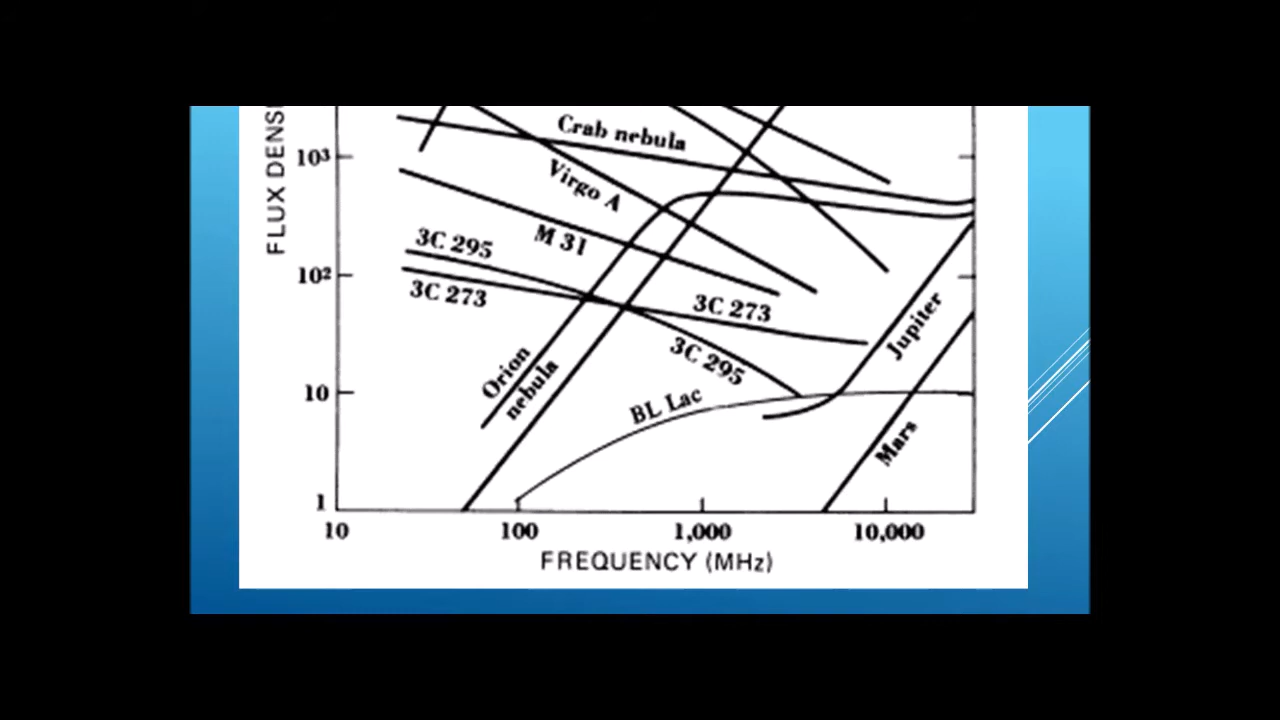 FLUX DENSI
Crab nebula
10³
Virgo A
M 31
3C 295
10²
3C 273
3C 273
Jupiter
3C 295
Orion
nebula
10
BL Lac
Mars
1
10
100
1,000
10,000
FREQUENCY (MHz)